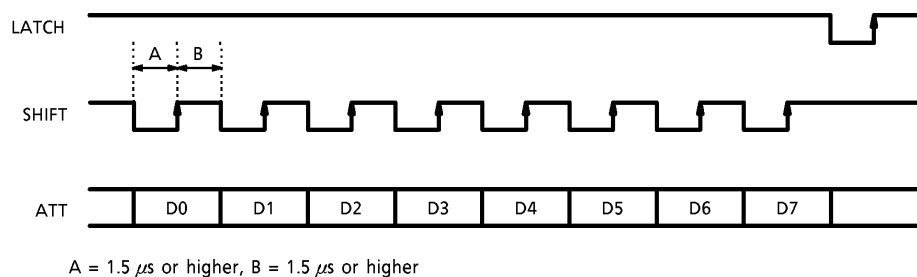 LATCH
A B
SHIFT
ATT D0 D1 D2 D3 D4 D5 D6 D7
A = 1.5 μs or higher, B = 1.5 μs or higher